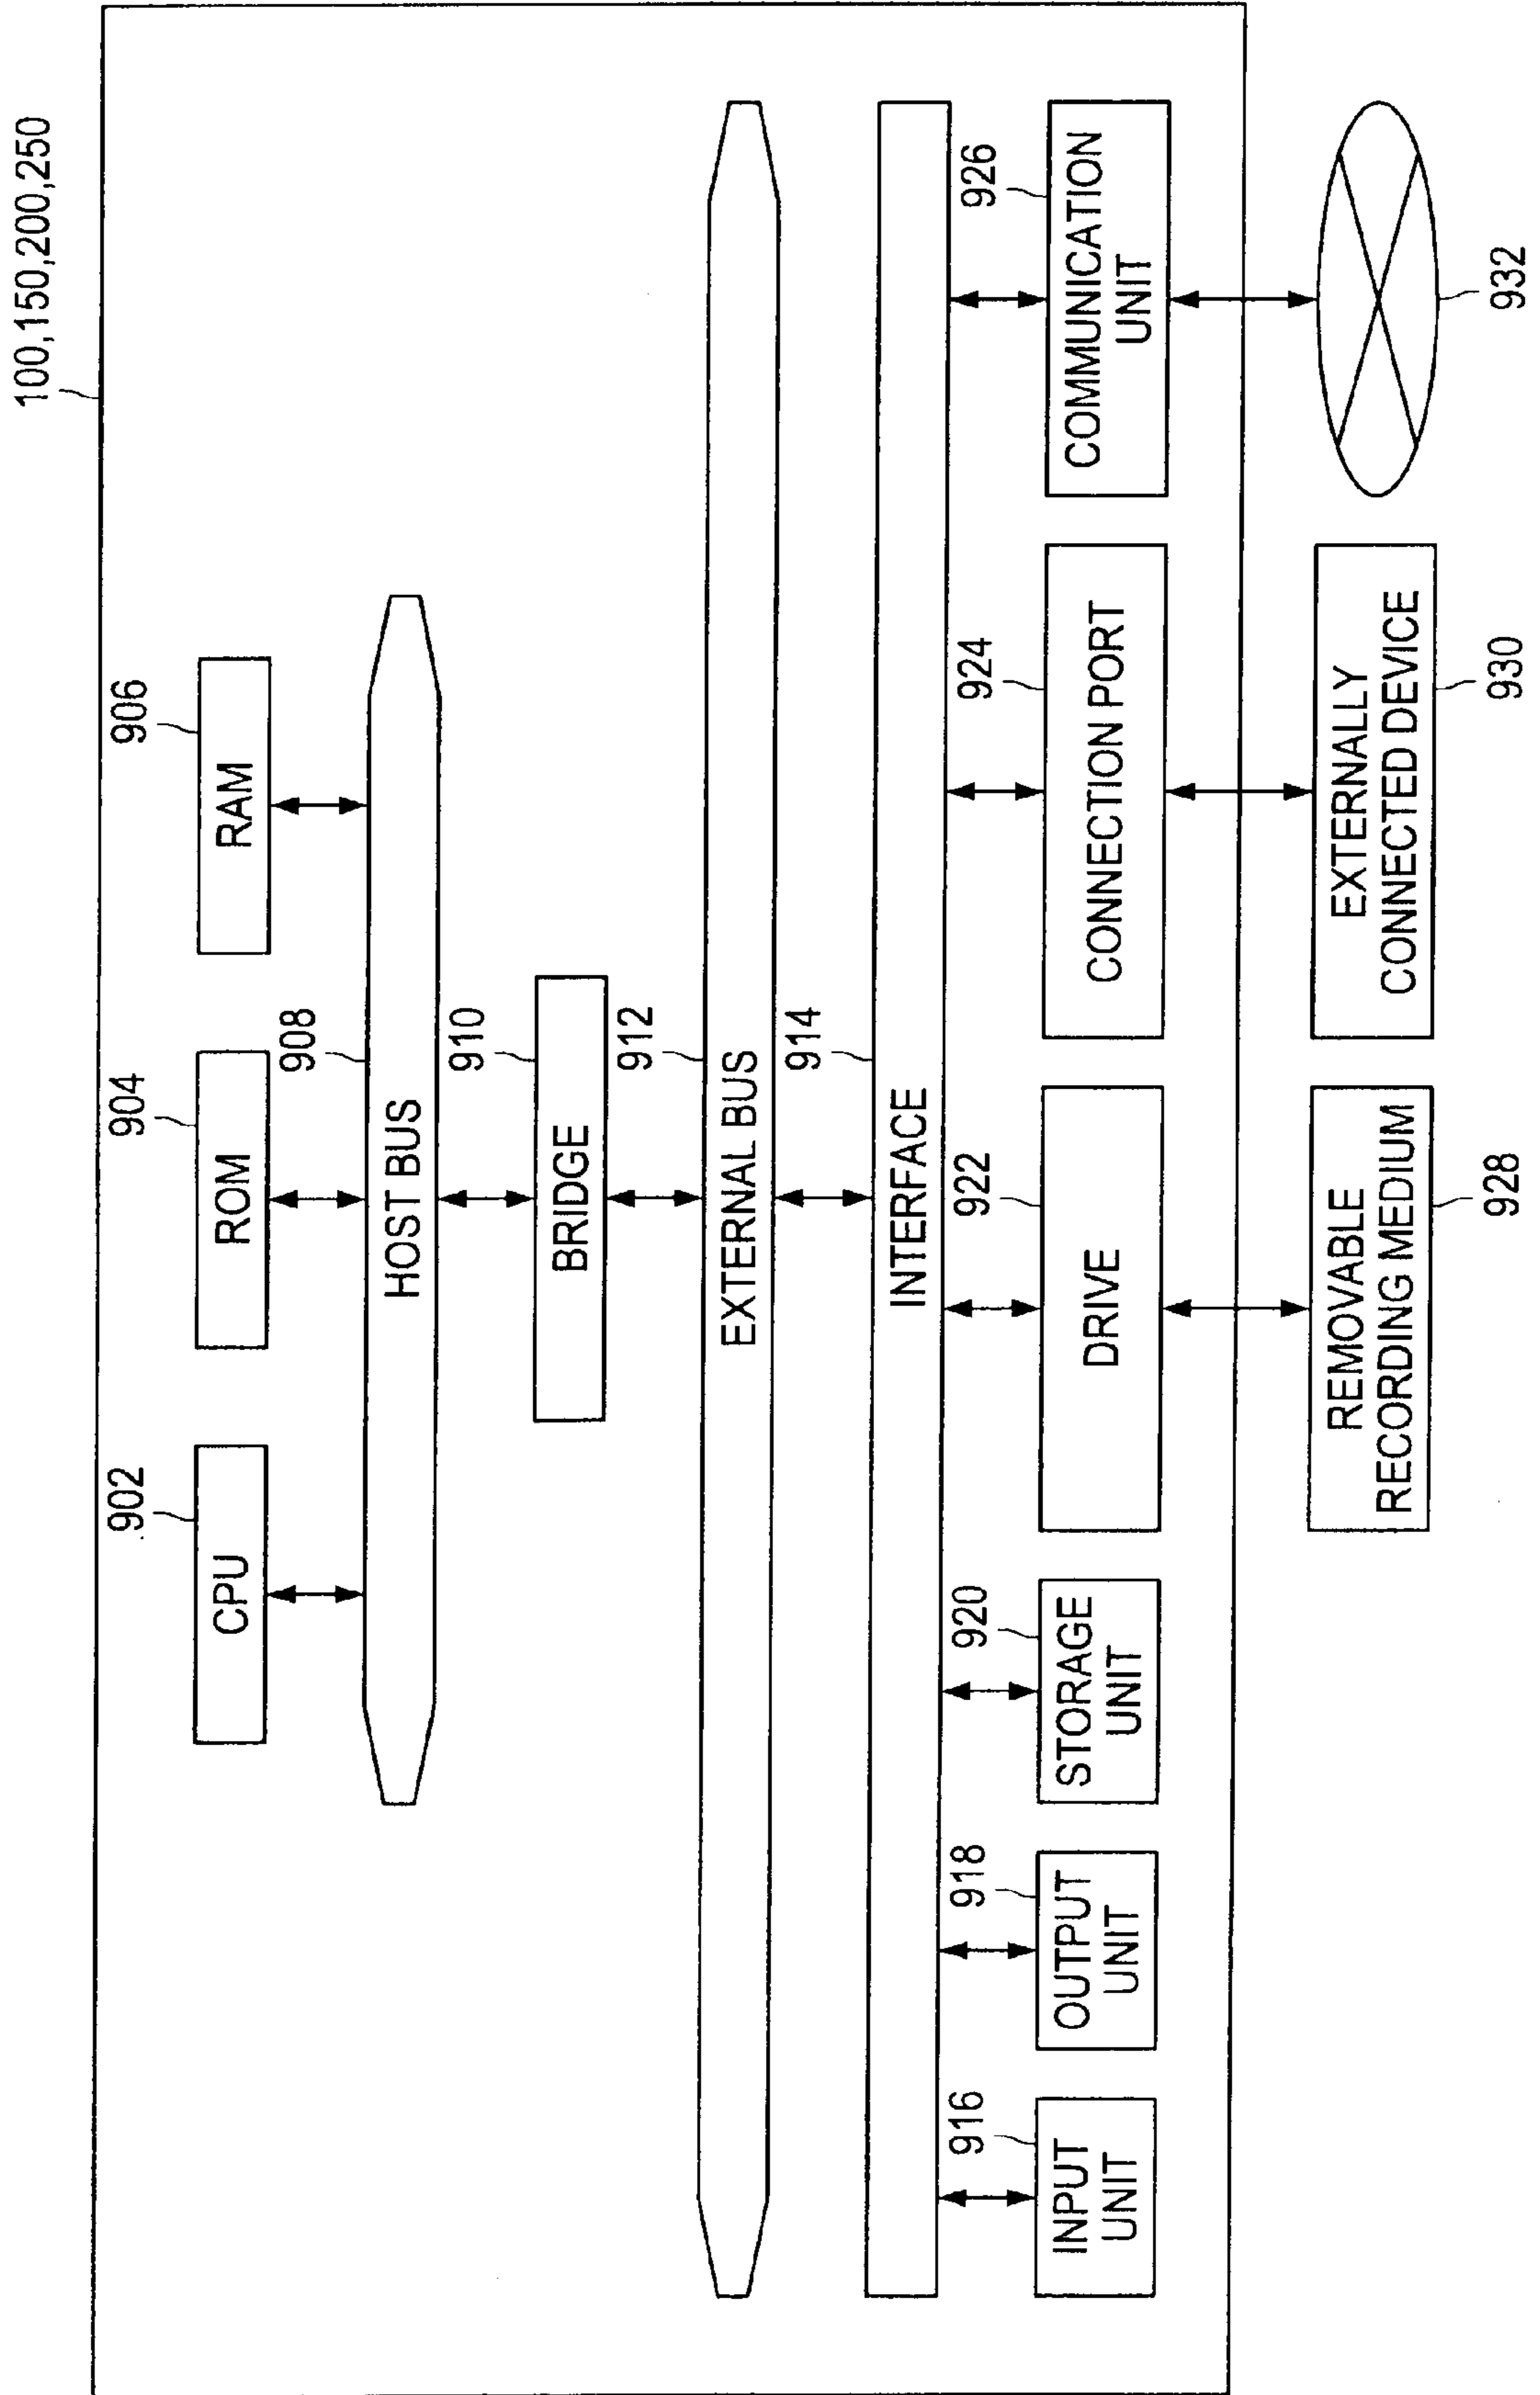 100,150,200,250
902
904
906
CPU
ROM
RAM
908
HOST BUS
910
BRIDGE
912
EXTERNAL BUS
914
INTERFACE
916
918
920
922
924
926
INPUT
UNIT
OUTPUT
UNIT
STORAGE
UNIT
DRIVE
CONNECTION PORT
COMMUNICATION
UNIT
REMOVABLE
RECORDING MEDIUM
EXTERNALLY
CONNECTED DEVICE
928
930
932